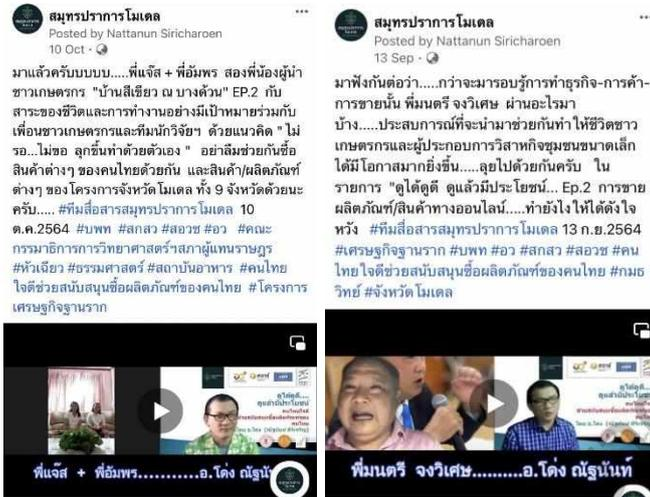 สมุทรปราการโมเดล
Posted by Nattanun Siricharoen
10 Oct ·
มาแล้วครับบบบบ.....พี่แจ๊ส + พี่อัมพร สองพี่น้องผู้นำ
ชาวเกษตรกร "บ้านสีเขียว ณ บางด้วน" EP.2 กับ
สาระของชีวิตและการทำงานอย่างมีเป้าหมายร่วมกับ
เพื่อนชาวเกษตรกรและทีมนักวิจัยฯ ด้วยแนวคิด "ไม่
รอ...ไม่ขอ ลุกขึ้นทำด้วยตัวเอง" อย่าลืมช่วยกันซื้อ
สินค้าต่างๆ ของคนไทยด้วยกัน และสินค้า/ผลิตภัณฑ์
ต่างๆ ของโครงการจังหวัดโมเดล ทั้ง 9 จังหวัดด้วยนะ
ครับ..... #ทีมสื่อสารสมุทรปราการโมเดล 10
ต.ค.2564 #บพท #สกสว #สอวช #อว #คณะ
กรรมาธิการการวิทยาศาสตร์ฯสภาผู้แทนราษฎร
#หัวเฉียว #ธรรมศาสตร์ #สถาบันอาหาร #คนไทย
ใจดีช่วยสนับสนุนซื้อผลิตภัณฑ์ของคนไทย #โครงการ
เศรษฐกิจฐานราก
ดูได้ดูดี...
ดูแล้วมีประโยชน์
พี่แจ๊ส + พี่อัมพร...........อ.โด่ง ณัฐนันท์
สมุทรปราการโมเดล
Posted by Nattanun Siricharoen
13 Sep ·
มาฟังกันต่อว่า.....กว่าจะมารอบรู้การทำธุรกิจ-การค้า-
การขายนั้น พี่มนตรี จงวิเศษ ผ่านอะไรมา
บ้าง.....ประสบการณ์ที่จะนำมาช่วยกันทำให้ชีวิตชาว
เกษตรกรและผู้ประกอบการวิสาหกิจชุมชนขนาดเล็ก
ได้มีโอกาสมากยิ่งขึ้น.....ลุยไปด้วยกันครับ ใน
รายการ "ดูได้ดูดี ดูแล้วมีประโยชน์... Ep.2 การขาย
ผลิตภัณฑ์/สินค้าทางออนไลน์.....ทำยังไงให้ได้ดังใจ
หวัง #ทีมสื่อสารสมุทรปราการโมเดล 13 ก.ย.2564
#เศรษฐกิจฐานราก #บพท #อว #สกสว #สอวช #คน
ไทยใจดีช่วยสนับสนุนซื้อผลิตภัณฑ์ของคนไทย #กมธ
วิทย์ #จังหวัดโมเดล
ดูได้ดูดี...
ดูแล้วมีประโยชน์
พี่มนตรี จงวิเศษ..........อ.โด่ง ณัฐนันท์